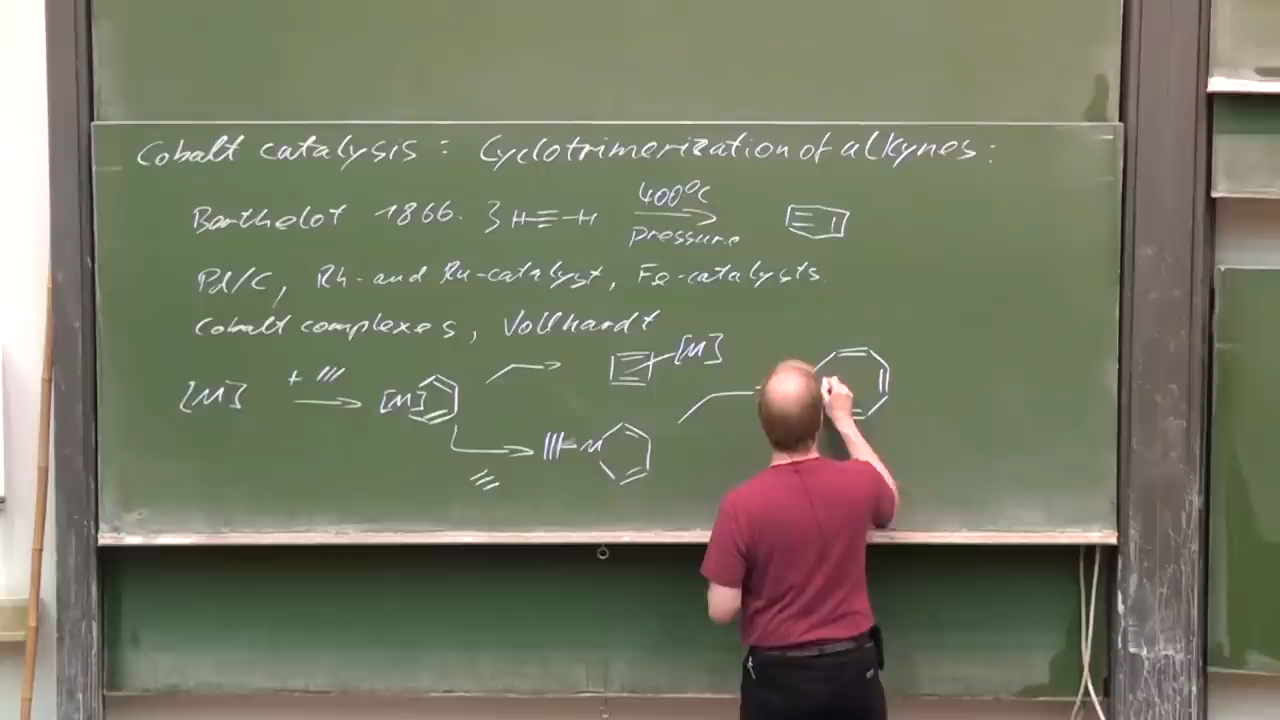 Cobalt catalysis : Cyclotrimerization of alkynes :
Berthelot 1866. 3 H-≡-H 400°C pressure
Pd/C, Rh- and Ru-catalyst, Fe-catalysts.
Cobalt complexes, Vollhardt
[M]
[M] + [M]
M